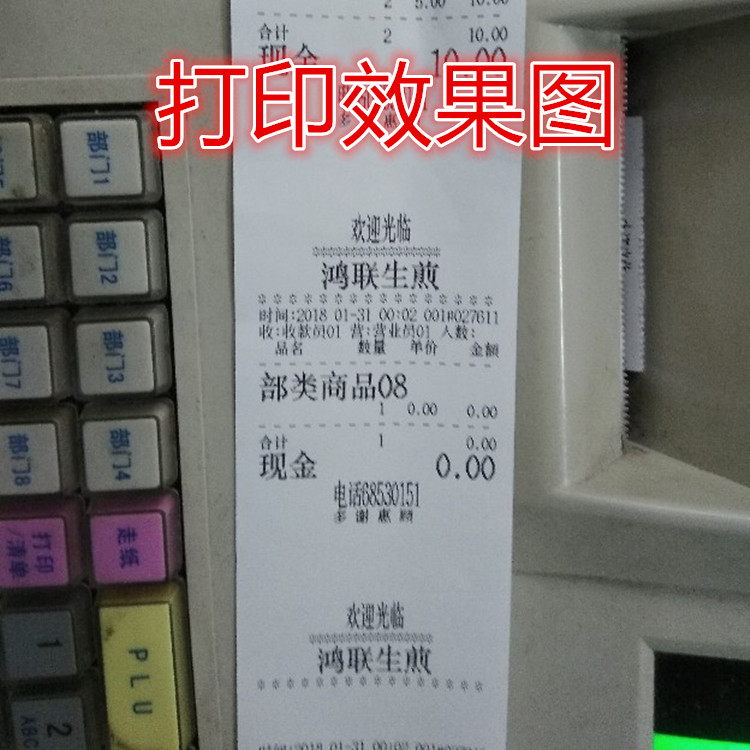 2 5.00 10.00
合计 2 10.00
现金 10.00
打印效果图
欢迎光临
鸿联生煎
时间:2018 01-31 00:02 001#027611
收:收款员01 营:营业员01 人数:
品名 数量 单价 金额
部类商品08
1 0.00 0.00
合计 1 0.00
现金 0.00
电话68530151
多谢惠顾
欢迎光临
鸿联生煎
部门1
部门2
部门6
部门3
部门7
部门4
部门8
走纸
打印
/清单
PLU
1
2
ABC